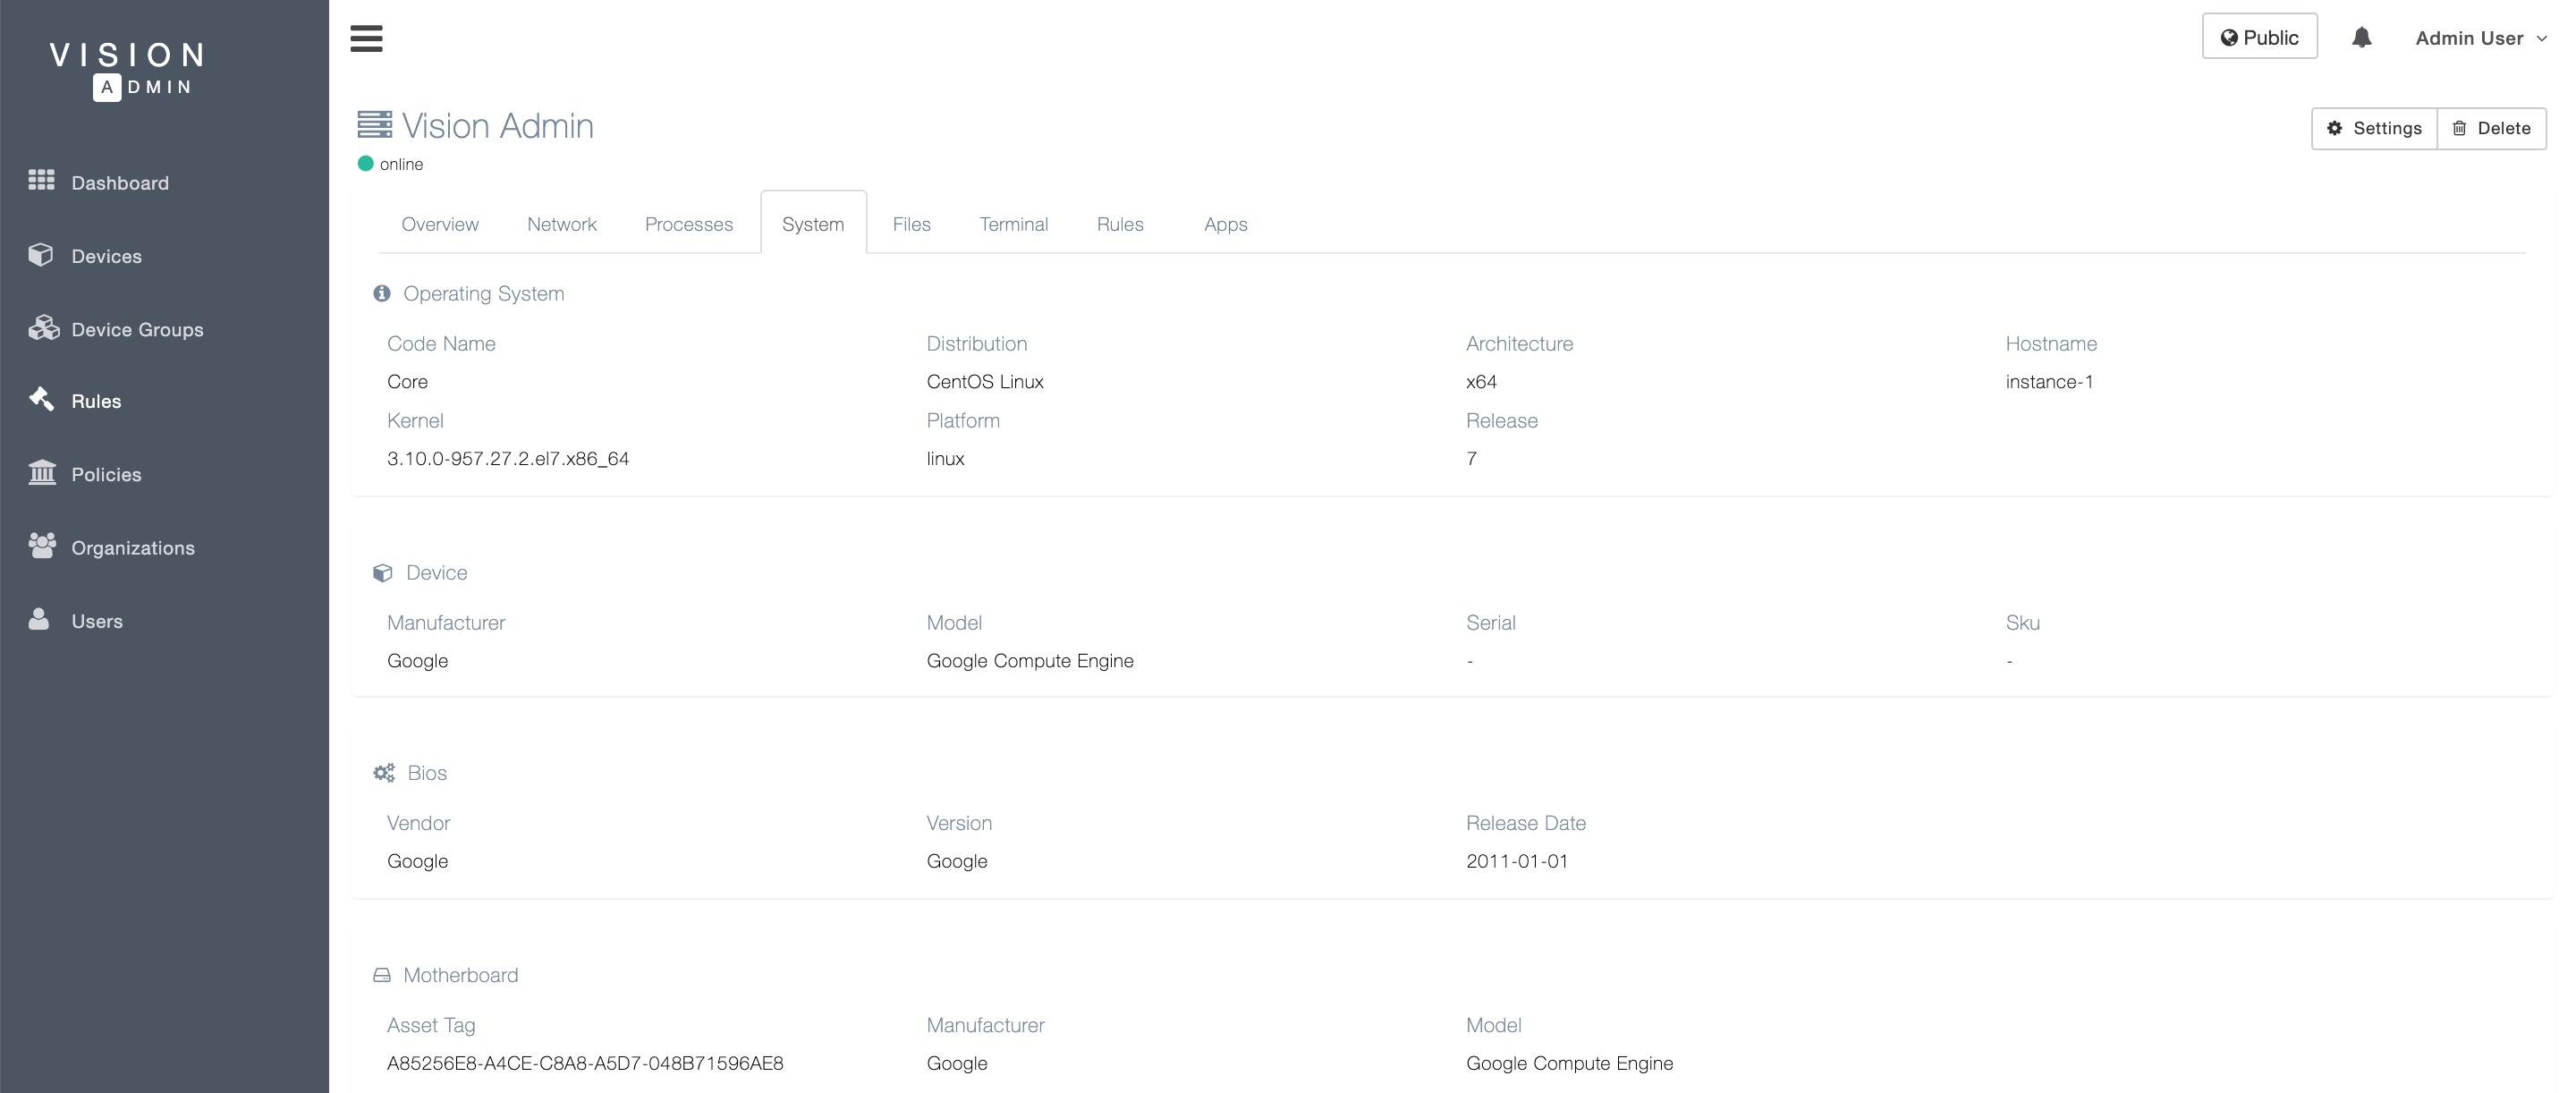 VISION
ADMIN
Public
Admin User
Dashboard
Devices
Device Groups
Rules
Policies
Organizations
Users
Vision Admin
online
Settings
Delete
Overview Network Processes System Files Terminal Rules Apps
Operating System
Code Name Distribution Architecture Hostname
Core CentOS Linux x64 instance-1
Kernel Platform Release
3.10.0-957.27.2.el7.x86_64 linux 7
Device
Manufacturer Model Serial Sku
Google Google Compute Engine - -
Bios
Vendor Version Release Date
Google Google 2011-01-01
Motherboard
Asset Tag Manufacturer Model
A85256E8-A4CE-C8A8-A5D7-048B71596AE8 Google Google Compute Engine